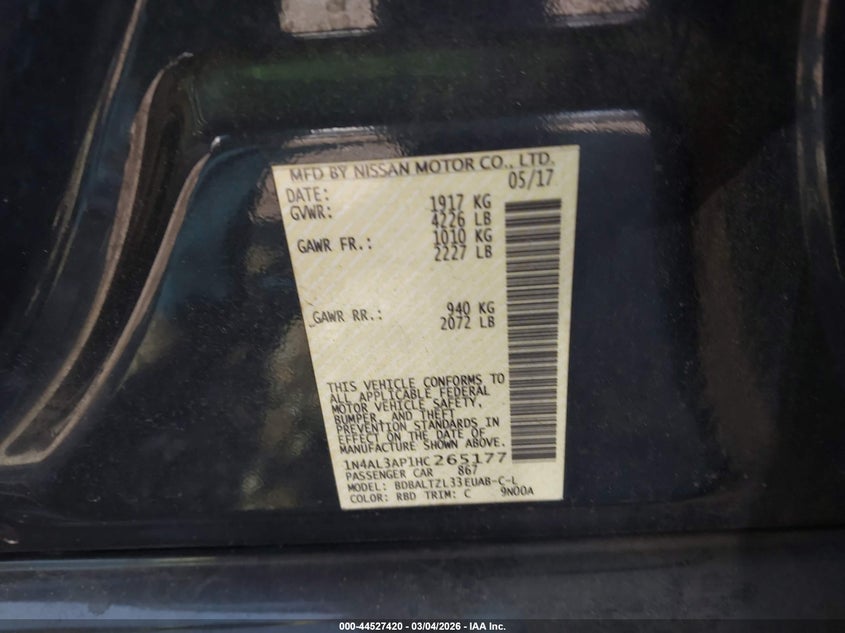 MFD BY NISSAN MOTOR CO., LTD.
DATE: 05/17
GVWR: 1917 KG
4226 LB
GAWR FR.: 1010 KG
2227 LB
GAWR RR.: 940 KG
2072 LB
THIS VEHICLE CONFORMS TO
ALL APPLICABLE FEDERAL
MOTOR VEHICLE SAFETY,
BUMPER, AND THEFT
PREVENTION STANDARDS IN
EFFECT ON THE DATE OF
MANUFACTURE SHOWN ABOVE.
1N4AL3AP1HC265177
PASSENGER CAR 867
MODEL: BDBALTZL33EUAB-C-L
COLOR: RBD TRIM: C 9N00A
000-44527420 - 03/04/2026 - IAA Inc.